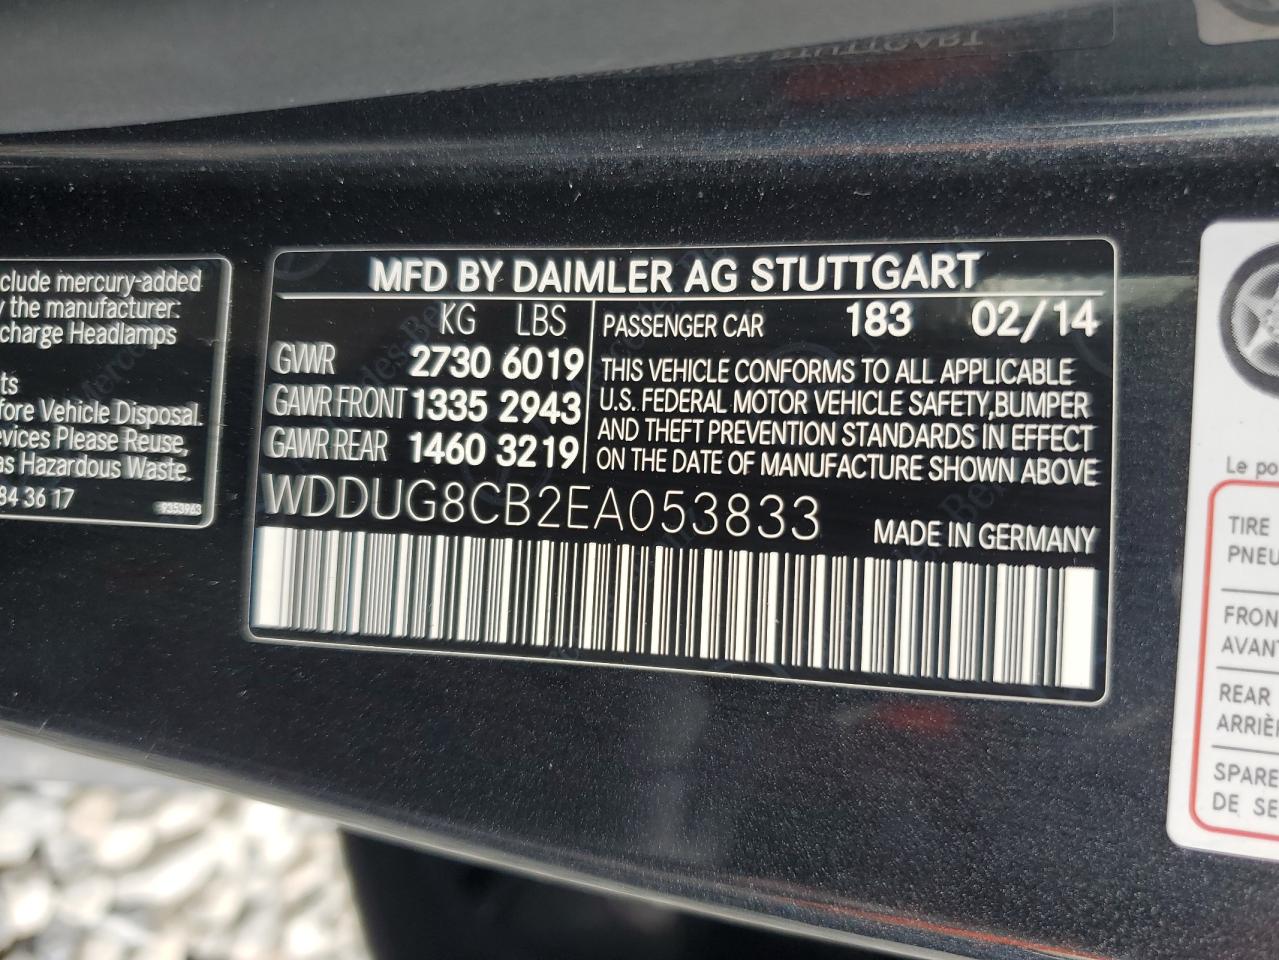 clude mercury-added
y the manufacturer.
charge Headlamps
ts
fore Vehicle Disposal.
evices Please Reuse,
as Hazardous Waste.
84 36 17
9353963
MFD BY DAIMLER AG STUTTGART
KG LBS
GVWR 2730 6019
GAWR FRONT 1335 2943
GAWR REAR 1460 3219
PASSENGER CAR 183 02/14
THIS VEHICLE CONFORMS TO ALL APPLICABLE
U.S. FEDERAL MOTOR VEHICLE SAFETY,BUMPER
AND THEFT PREVENTION STANDARDS IN EFFECT
ON THE DATE OF MANUFACTURE SHOWN ABOVE
WDDUG8CB2EA053833
MADE IN GERMANY
Le po
TIRE
PNEU
FRON
AVANT
REAR
ARRIÈ
SPARE
DE SE